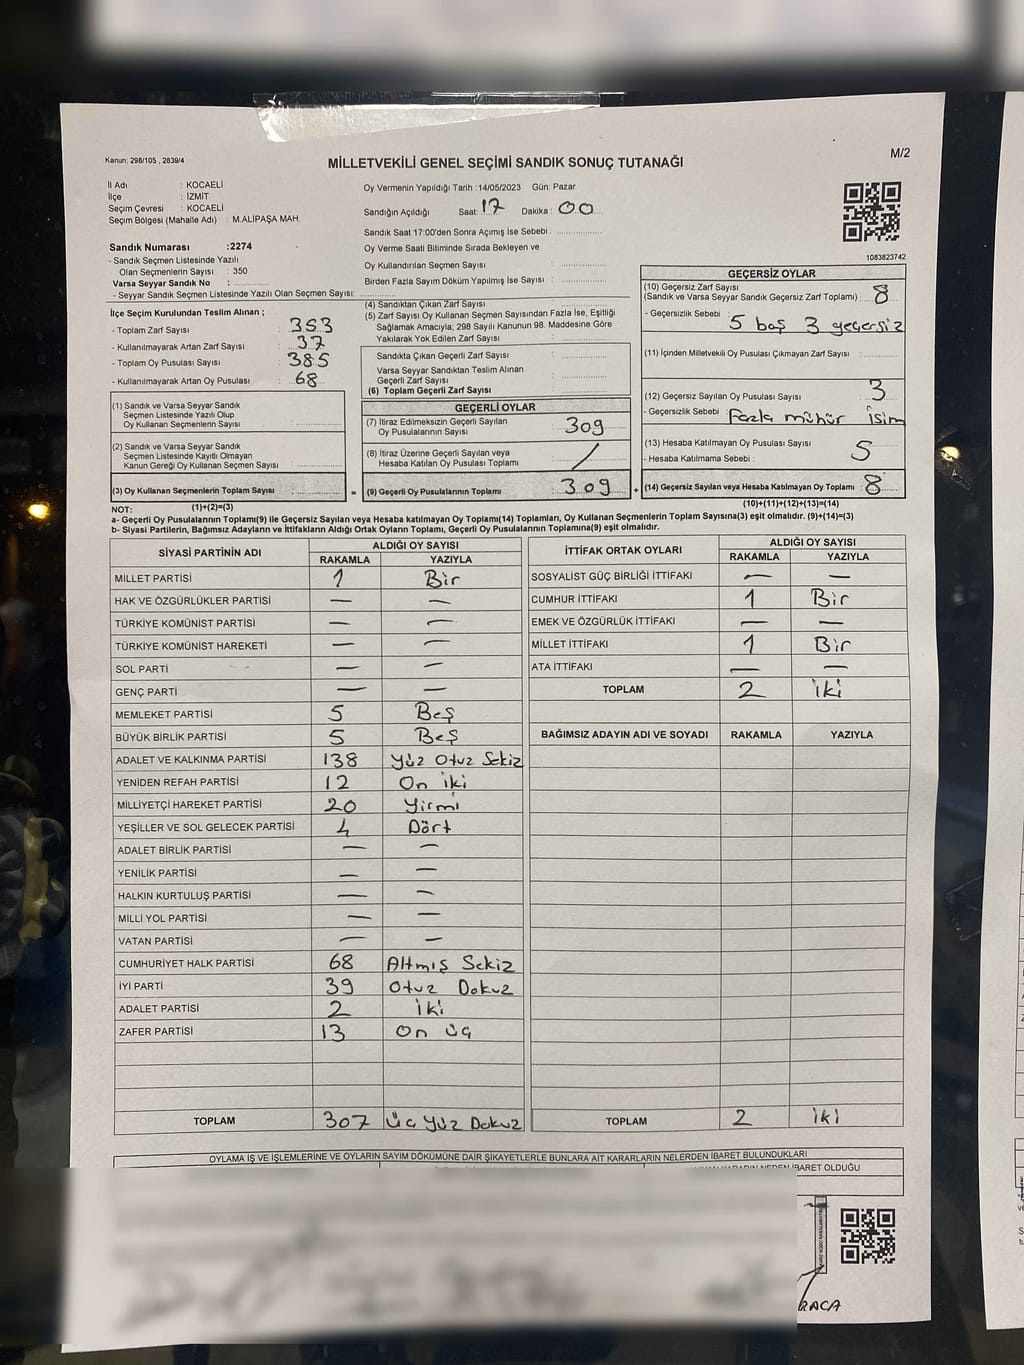 Kanun; 298/105 , 2839/4
MİLLETVEKİLİ GENEL SEÇİMİ SANDIK SONUÇ TUTANAĞI
M/2
İl Adı : KOCAELİ
İlçe : İZMİT
Seçim Çevresi : KOCAELİ
Seçim Bölgesi (Mahalle Adı) : M.ALİPAŞA MAH.
Sandık Numarası :2274
- Sandık Seçmen Listesinde Yazılı
Olan Seçmenlerin Sayısı : 350
Varsa Seyyar Sandık No :
- Seyyar Sandık Seçmen Listesinde Yazılı Olan Seçmen Sayısı:
Oy Vermenin Yapıldığı Tarih : 14/05/2023 Gün: Pazar
Sandığın Açıldığı Saat: 17 Dakika : 00
Sandık Saat 17:00'den Sonra Açımış İse Sebebi :
Oy Verme Saati Bitiminde Sırada Bekleyen ve
Oy Kullandırılan Seçmen Sayısı :
Birden Fazla Sayım Döküm Yapılmış İse Sayısı :
1083823742
İlçe Seçim Kurulundan Teslim Alınan ;
- Toplam Zarf Sayısı : 353
- Kullanılmayarak Artan Zarf Sayısı : 37
- Toplam Oy Pusulası Sayısı : 385
- Kullanılmayarak Artan Oy Pusulası : 68
(1) Sandık ve Varsa Seyyar Sandık
Seçmen Listesinde Yazılı Olup
Oy Kullanan Seçmenlerin Sayısı :
(2) Sandık ve Varsa Seyyar Sandık
Seçmen Listesinde Kayıtlı Olmayan
Kanun Gereği Oy Kullanan Seçmen Sayısı :
(3) Oy Kullanan Seçmenlerin Toplam Sayısı :
(1)+(2)=(3)
(4) Sandıktan Çıkan Zarf Sayısı :
(5) Zarf Sayısı Oy Kullanan Seçmen Sayısından Fazla İse, Eşitliği
Sağlamak Amacıyla; 298 Sayılı Kanunun 98. Maddesine Göre
Yakılarak Yok Edilen Zarf Sayısı :
Sandıkta Çıkan Geçerli Zarf Sayısı :
Varsa Seyyar Sandıktan Teslim Alınan
Geçerli Zarf Sayısı :
(6) Toplam Geçerli Zarf Sayısı :
GEÇERLİ OYLAR
(7) İtiraz Edilmeksizin Geçerli Sayılan
Oy Pusulalarının Sayısı : 309
(8) İtiraz Üzerine Geçerli Sayılan veya
Hesaba Katılan Oy Pusulası Toplamı : /
= (9) Geçerli Oy Pusulalarının Toplamı : 309 +
GEÇERSİZ OYLAR
(10) Geçersiz Zarf Sayısı
(Sandık ve Varsa Seyyar Sandık Geçersiz Zarf Toplamı) : 8
- Geçersizlik Sebebi : 5 boş 3 geçersiz
(11) İçinden Milletvekili Oy Pusulası Çıkmayan Zarf Sayısı :
(12) Geçersiz Sayılan Oy Pusulası Sayısı : 3
- Geçersizlik Sebebi : Fazla mühür İsim
(13) Hesaba Katılmayan Oy Pusulası Sayısı : 5
- Hesaba Katılmama Sebebi :
(14) Geçersiz Sayılan veya Hesaba Katılmayan Oy Toplamı : 8
(10)+(11)+(12)+(13)=(14)
NOT:
a- Geçerli Oy Pusulalarının Toplamı(9) ile Geçersiz Sayılan veya Hesaba katılmayan Oy Toplamı(14) Toplamları, Oy Kullanan Seçmenlerin Toplam Sayısına(3) eşit olmalıdır. (9)+(14)=(3)
b- Siyasi Partilerin, Bağımsız Adayların ve İttifakların Aldığı Ortak Oyların Toplamı, Geçerli Oy Pusulalarının Toplamına(9) eşit olmalıdır.
SİYASİ PARTİNİN ADI ALDIĞI OY SAYISI
RAKAMLA YAZIYLA
MİLLET PARTİSİ 1 Bir
HAK VE ÖZGÜRLÜKLER PARTİSİ — —
TÜRKİYE KOMÜNİST PARTİSİ — —
TÜRKİYE KOMÜNİST HAREKETİ — —
SOL PARTİ — —
GENÇ PARTİ — —
MEMLEKET PARTİSİ 5 Beş
BÜYÜK BİRLİK PARTİSİ 5 Beş
ADALET VE KALKINMA PARTİSİ 138 Yüz Otuz Sekiz
YENİDEN REFAH PARTİSİ 12 On iki
MİLLİYETÇİ HAREKET PARTİSİ 20 Yirmi
YEŞİLLER VE SOL GELECEK PARTİSİ 4 Dört
ADALET BİRLİK PARTİSİ — —
YENİLİK PARTİSİ — —
HALKIN KURTULUŞ PARTİSİ — —
MİLLİ YOL PARTİSİ — —
VATAN PARTİSİ — —
CUMHURİYET HALK PARTİSİ 68 Altmış Sekiz
İYİ PARTİ 39 Otuz Dokuz
ADALET PARTİSİ 2 İki
ZAFER PARTİSİ 13 On üç
TOPLAM 307 Üç Yüz Dokuz
İTTİFAK ORTAK OYLARI ALDIĞI OY SAYISI
RAKAMLA YAZIYLA
SOSYALİST GÜÇ BİRLİĞİ İTTİFAKI — —
CUMHUR İTTİFAKI 1 Bir
EMEK VE ÖZGÜRLÜK İTTİFAKI — —
MİLLET İTTİFAKI 1 Bir
ATA İTTİFAKI — —
TOPLAM 2 iki
BAĞIMSIZ ADAYIN ADI VE SOYADI RAKAMLA YAZIYLA
TOPLAM 2 iki
OYLAMA İŞ VE İŞLEMLERİNE VE OYLARIN SAYIM DÖKÜMÜNE DAİR ŞİKAYETLERLE BUNLARA AİT KARARLARIN NELERDEN İBARET BULUNDUKLARI
İBARET OLDUĞU